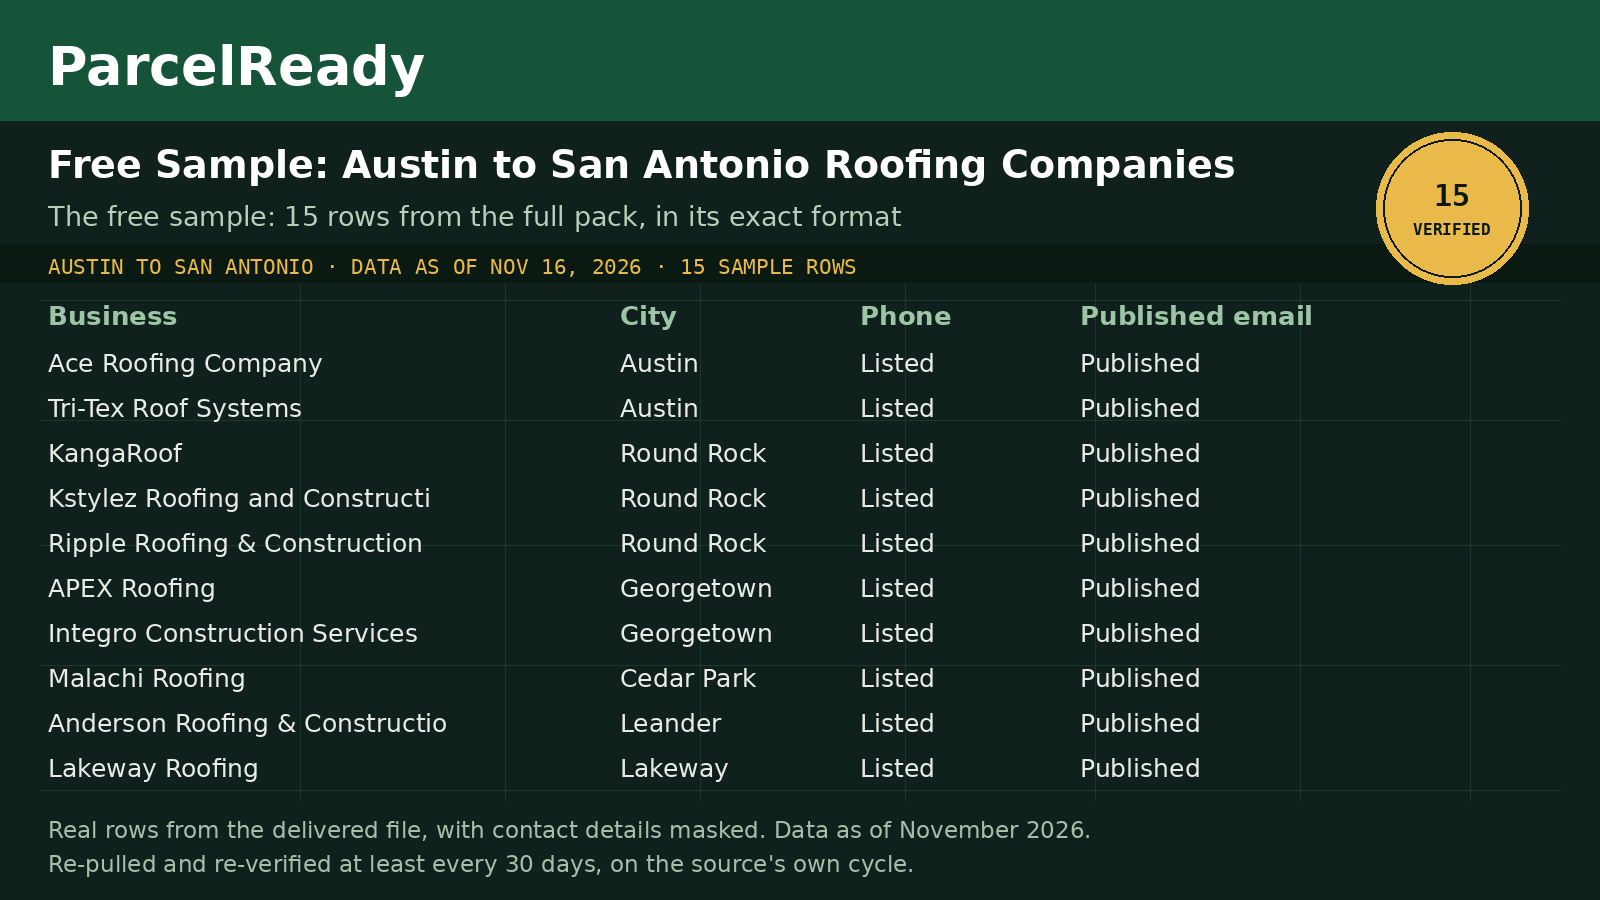 ParcelReady
Free Sample: Austin to San Antonio Roofing Companies
The free sample: 15 rows from the full pack, in its exact format
15
VERIFIED
AUSTIN TO SAN ANTONIO · DATA AS OF NOV 16, 2026 · 15 SAMPLE ROWS
Business City Phone Published email
Ace Roofing Company Austin Listed Published
Tri-Tex Roof Systems Austin Listed Published
KangaRoof Round Rock Listed Published
Kstylez Roofing and Constructi Round Rock Listed Published
Ripple Roofing & Construction Round Rock Listed Published
APEX Roofing Georgetown Listed Published
Integro Construction Services Georgetown Listed Published
Malachi Roofing Cedar Park Listed Published
Anderson Roofing & Constructio Leander Listed Published
Lakeway Roofing Lakeway Listed Published
Real rows from the delivered file, with contact details masked. Data as of November 2026.
Re-pulled and re-verified at least every 30 days, on the source's own cycle.